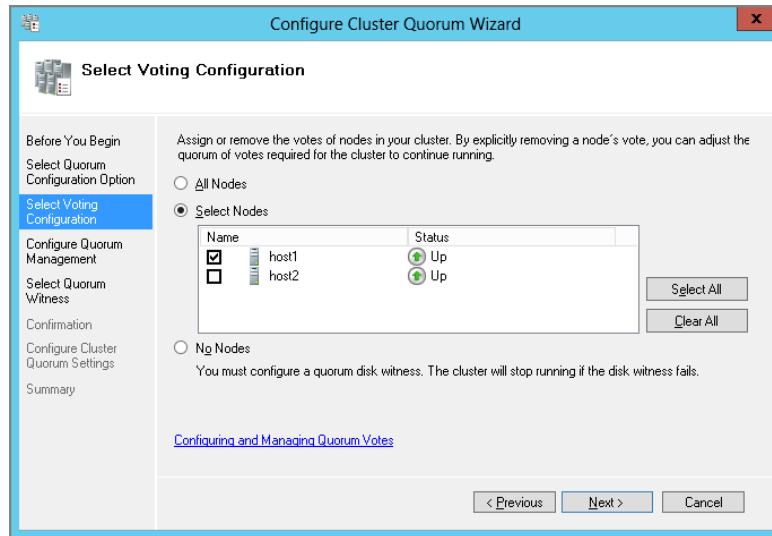 Configure Cluster Quorum Wizard
x
Select Voting Configuration
Before You Begin
Select Quorum
Configuration Option
Select Voting
Configuration
Configure Quorum
Management
Select Quorum
Witness
Confirmation
Configure Cluster
Quorum Settings
Summary
Assign or remove the votes of nodes in your cluster. By explicitly removing a node's vote, you can adjust the
quorum of votes required for the cluster to continue running.
All Nodes
Select Nodes
Name Status
host1 Up
host2 Up
Select All
Clear All
No Nodes
You must configure a quorum disk witness. The cluster will stop running if the disk witness fails.
Configuring and Managing Quorum Votes
< Previous Next > Cancel